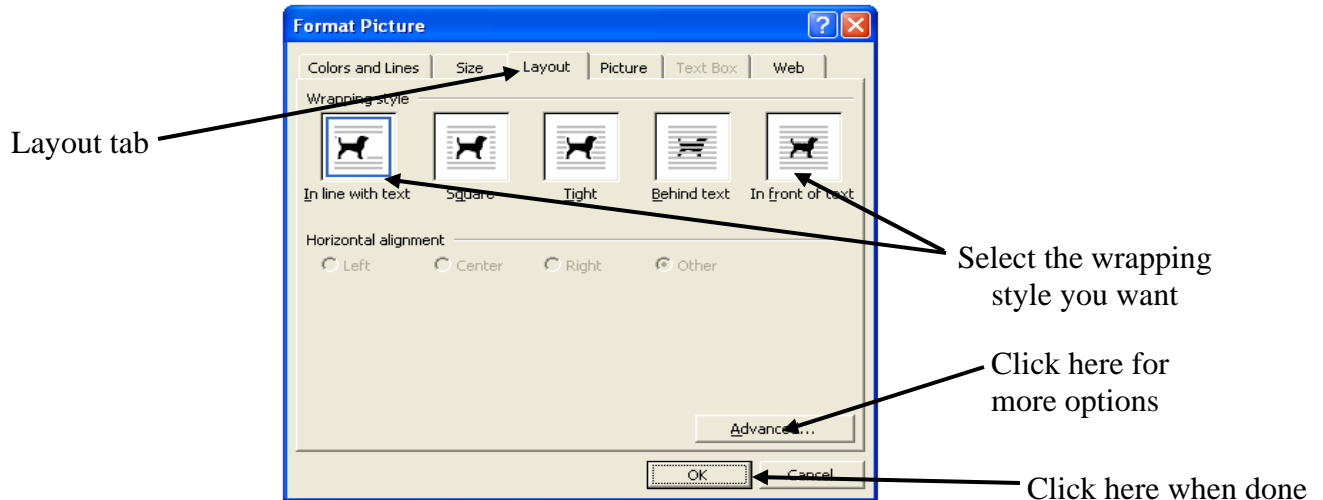 Format Picture
Colors and Lines Size Layout Picture Text Box Web
Wrapping style
Layout tab
In line with text Square Tight Behind text In front of text
Horizontal alignment
Left Center Right Other
Select the wrapping
style you want
Click here for
more options
Advanced...
OK Cancel
Click here when done